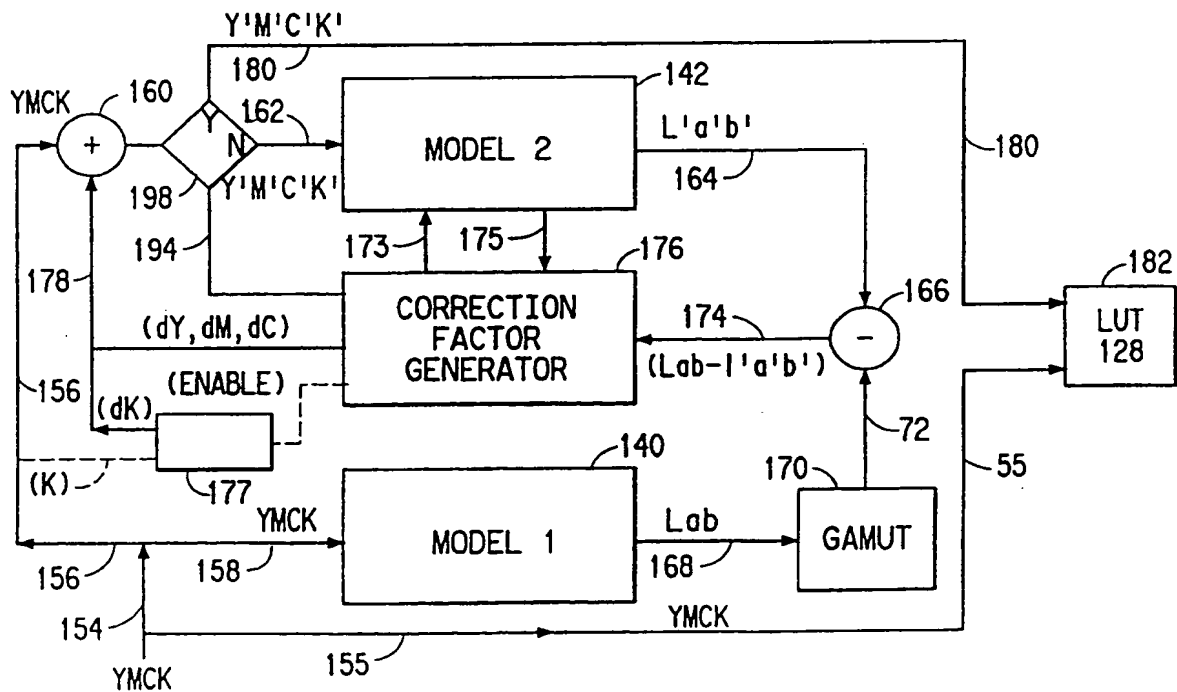 Y'M'C'K'
180
142
YMCK
160
162
Y
N
MODEL 2
L'a'b'
164
180
198
Y'M'C'K'
194
173
175
176
182
178
CORRECTION
FACTOR
GENERATOR
174
166
LUT
128
(dY,dM,dC)
(Lab-l'a'b')
156
(ENABLE)
(dK)
72
(K)
177
140
170
55
YMCK
MODEL 1
Lab
GAMUT
156
158
168
154
YMCK
155
YMCK